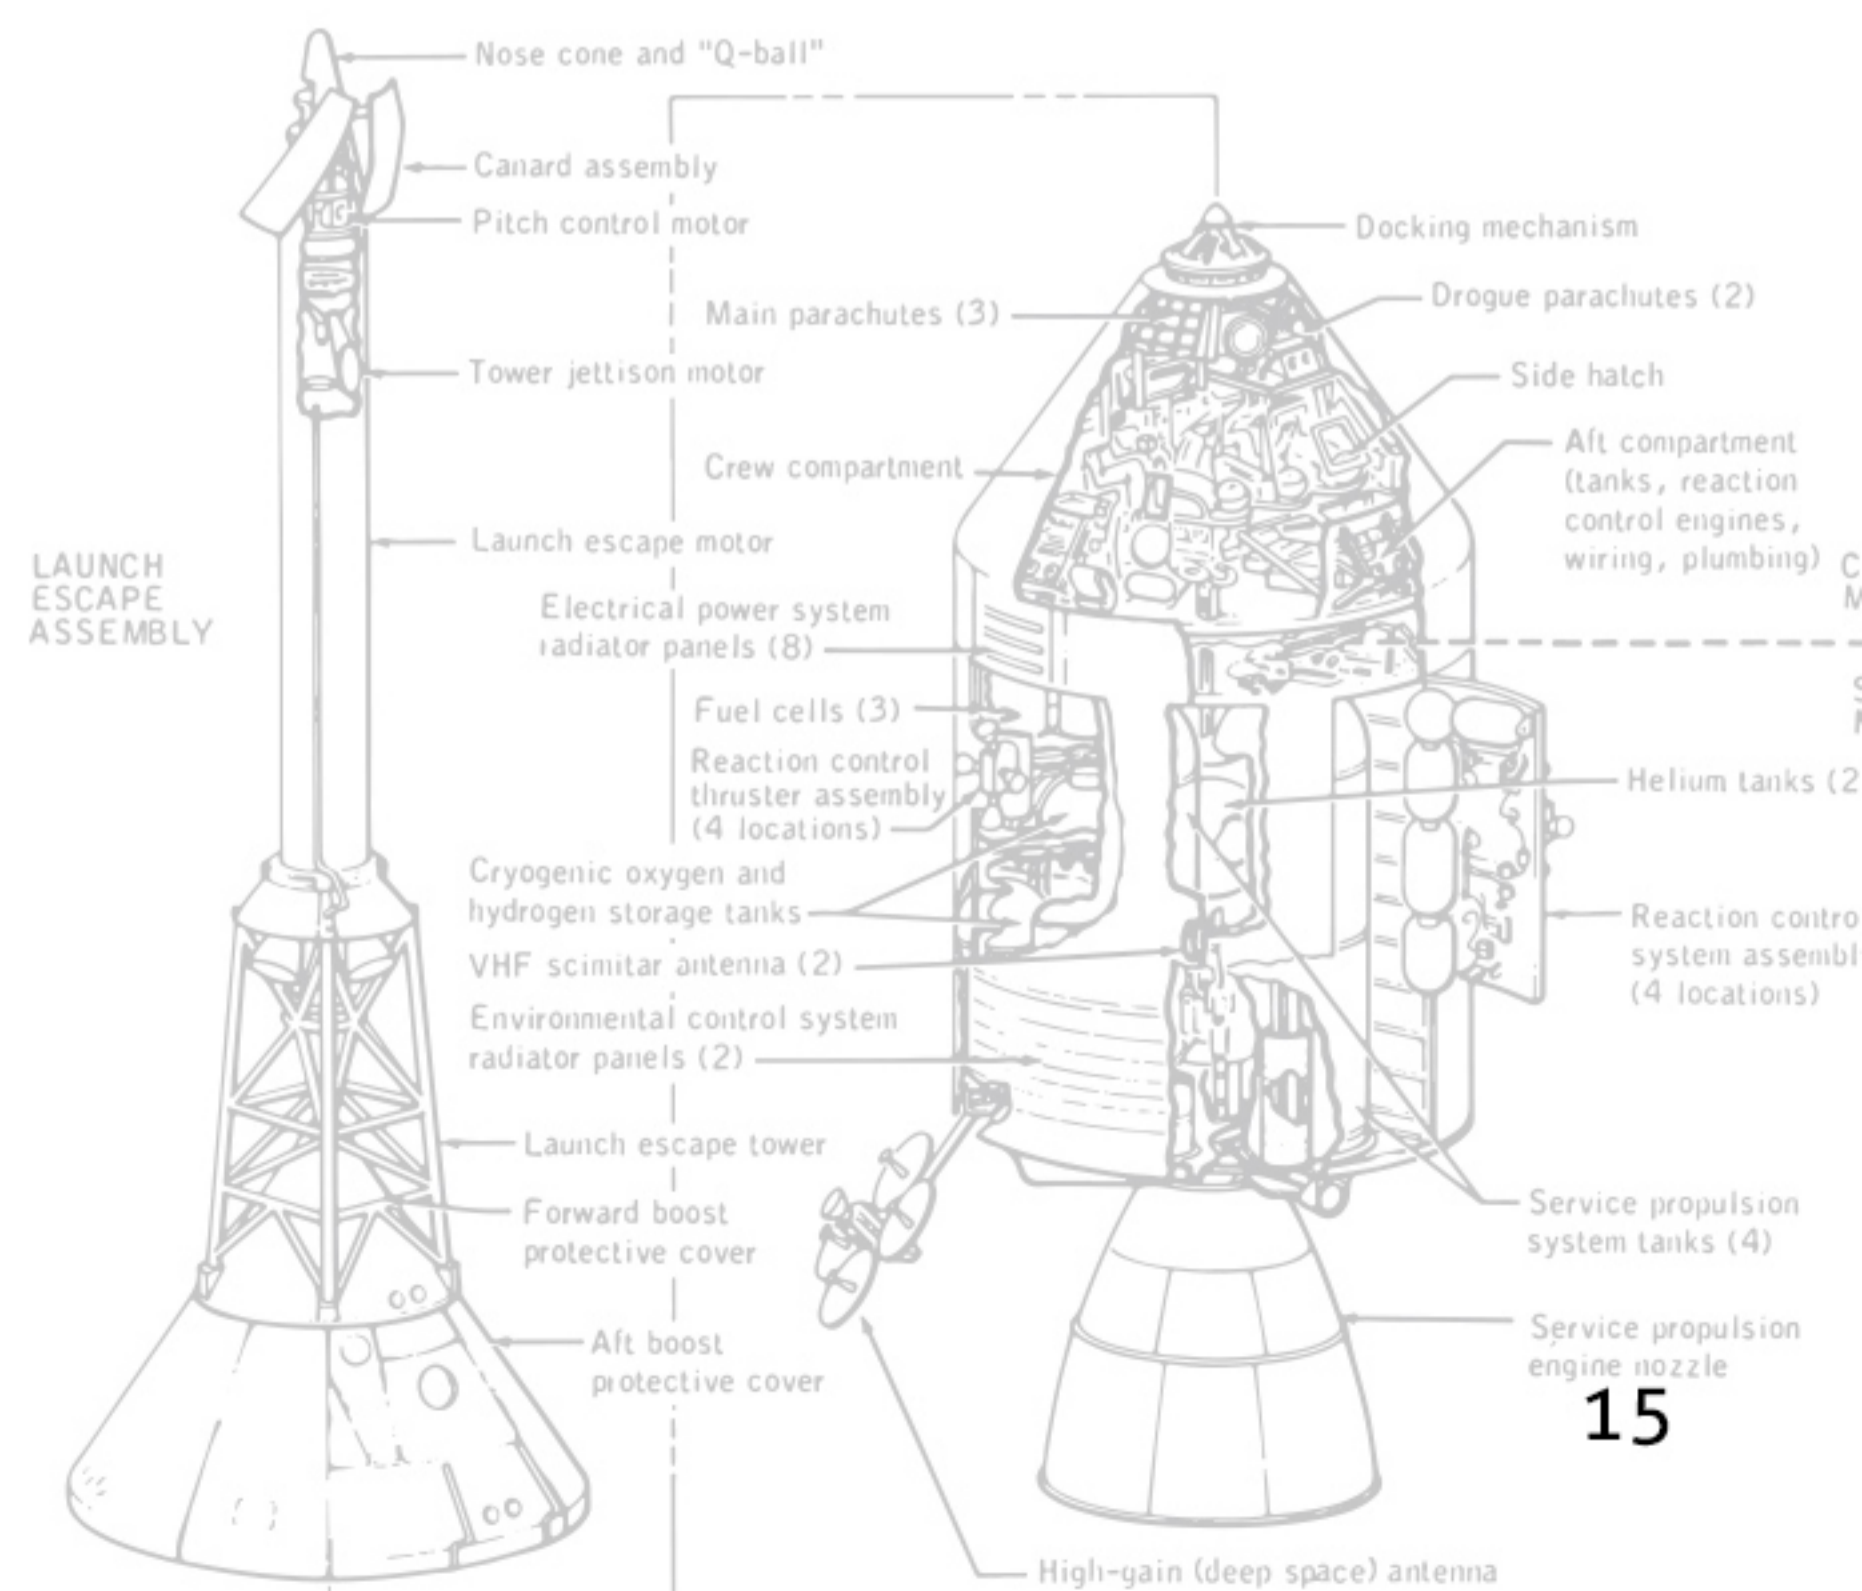 Nose cone and "Q-ball"
Canard assembly
Pitch control motor
Tower jettison motor
Launch escape motor
LAUNCH
ESCAPE
ASSEMBLY
Launch escape tower
Forward boost
protective cover
Aft boost
protective cover
Docking mechanism
Main parachutes (3)
Drogue parachutes (2)
Side hatch
Crew compartment
Aft compartment
(tanks, reaction
control engines,
wiring, plumbing)
C
M
Electrical power system
radiator panels (8)
S
M
Fuel cells (3)
Reaction control
thruster assembly
(4 locations)
Helium tanks (2
Cryogenic oxygen and
hydrogen storage tanks
VHF scimitar antenna (2)
Reaction contro
system assembl
(4 locations)
Environmental control system
radiator panels (2)
Service propulsion
system tanks (4)
Service propulsion
engine nozzle
15
High-gain (deep space) antenna